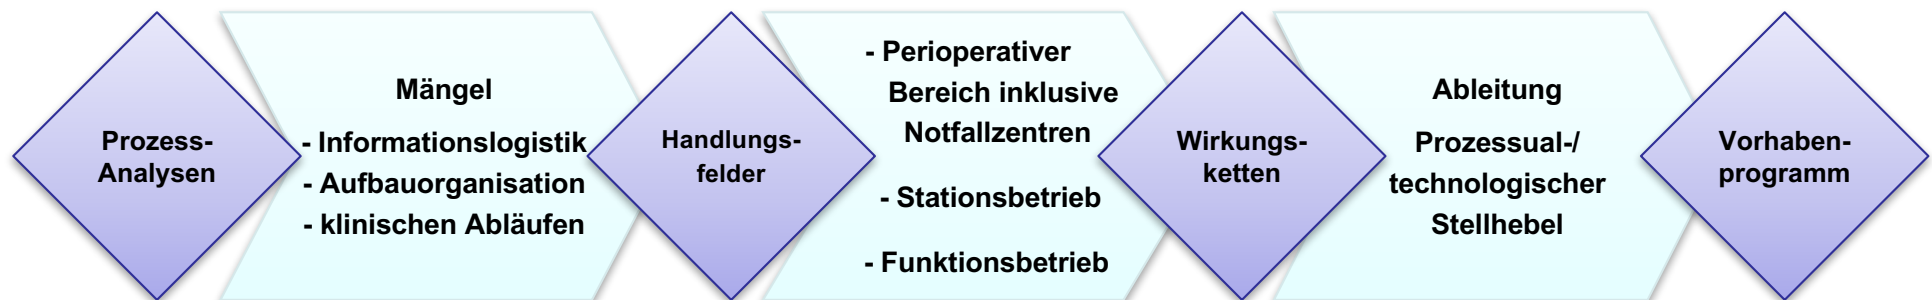 Prozess-
Analysen
Mängel
- Informationslogistik
- Aufbauorganisation
- klinischen Abläufen
Handlungs-
felder
- Perioperativer
Bereich inklusive
Notfallzentren
- Stationsbetrieb
- Funktionsbetrieb
Wirkungs-
ketten
Ableitung
Prozessual-/
technologischer
Stellhebel
Vorhaben-
programm